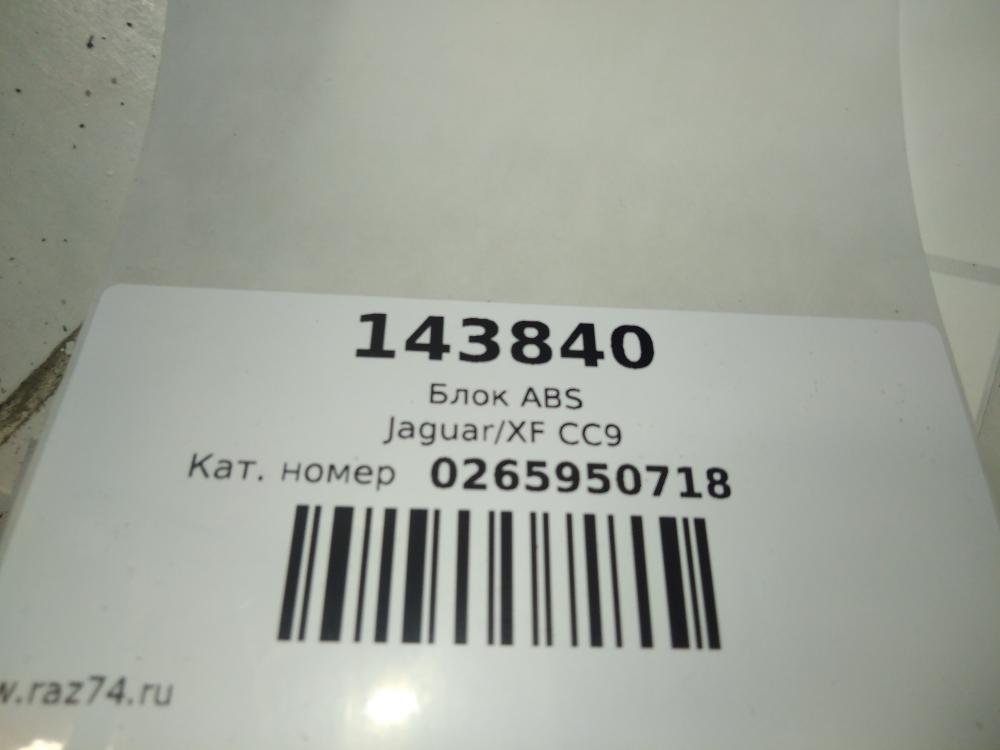 143840
Блок ABS
Jaguar/XF CC9
Кат. номер 0265950718
w.raz74.ru